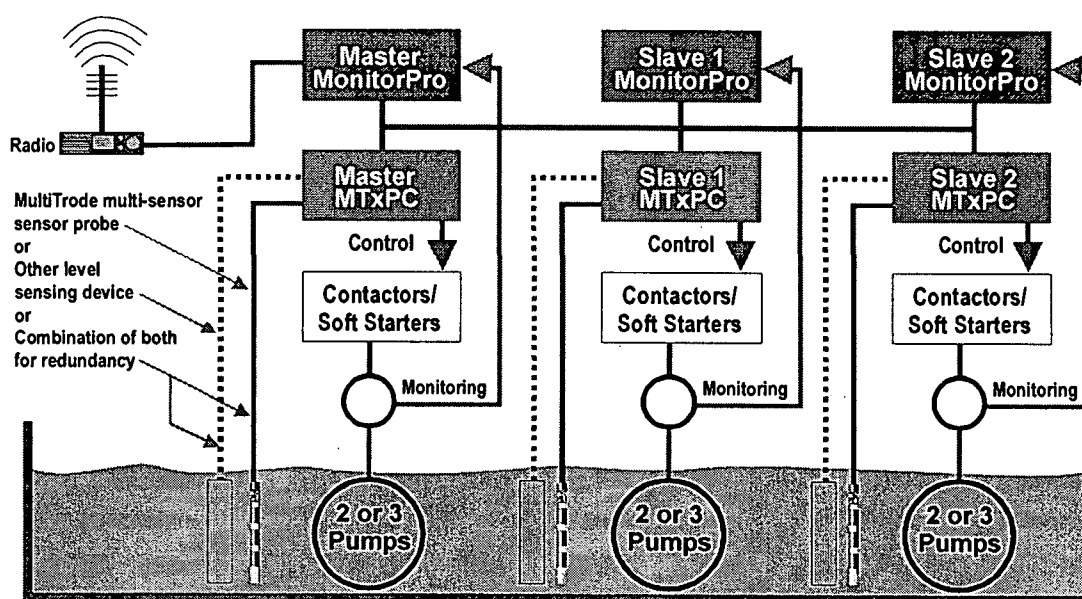 Master
MonitorPro
Slave 1
MonitorPro
Slave 2
MonitorPro
Radio
Master
MTxPC
Slave 1
MTxPC
Slave 2
MTxPC
MultiTrode multi-sensor
sensor probe
or
Other level
sensing device
or
Combination of both
for redundancy
Control
Control
Control
Contactors/
Soft Starters
Contactors/
Soft Starters
Contactors/
Soft Starters
Monitoring
Monitoring
Monitoring
2 or 3
Pumps
2 or 3
Pumps
2 or 3
Pumps